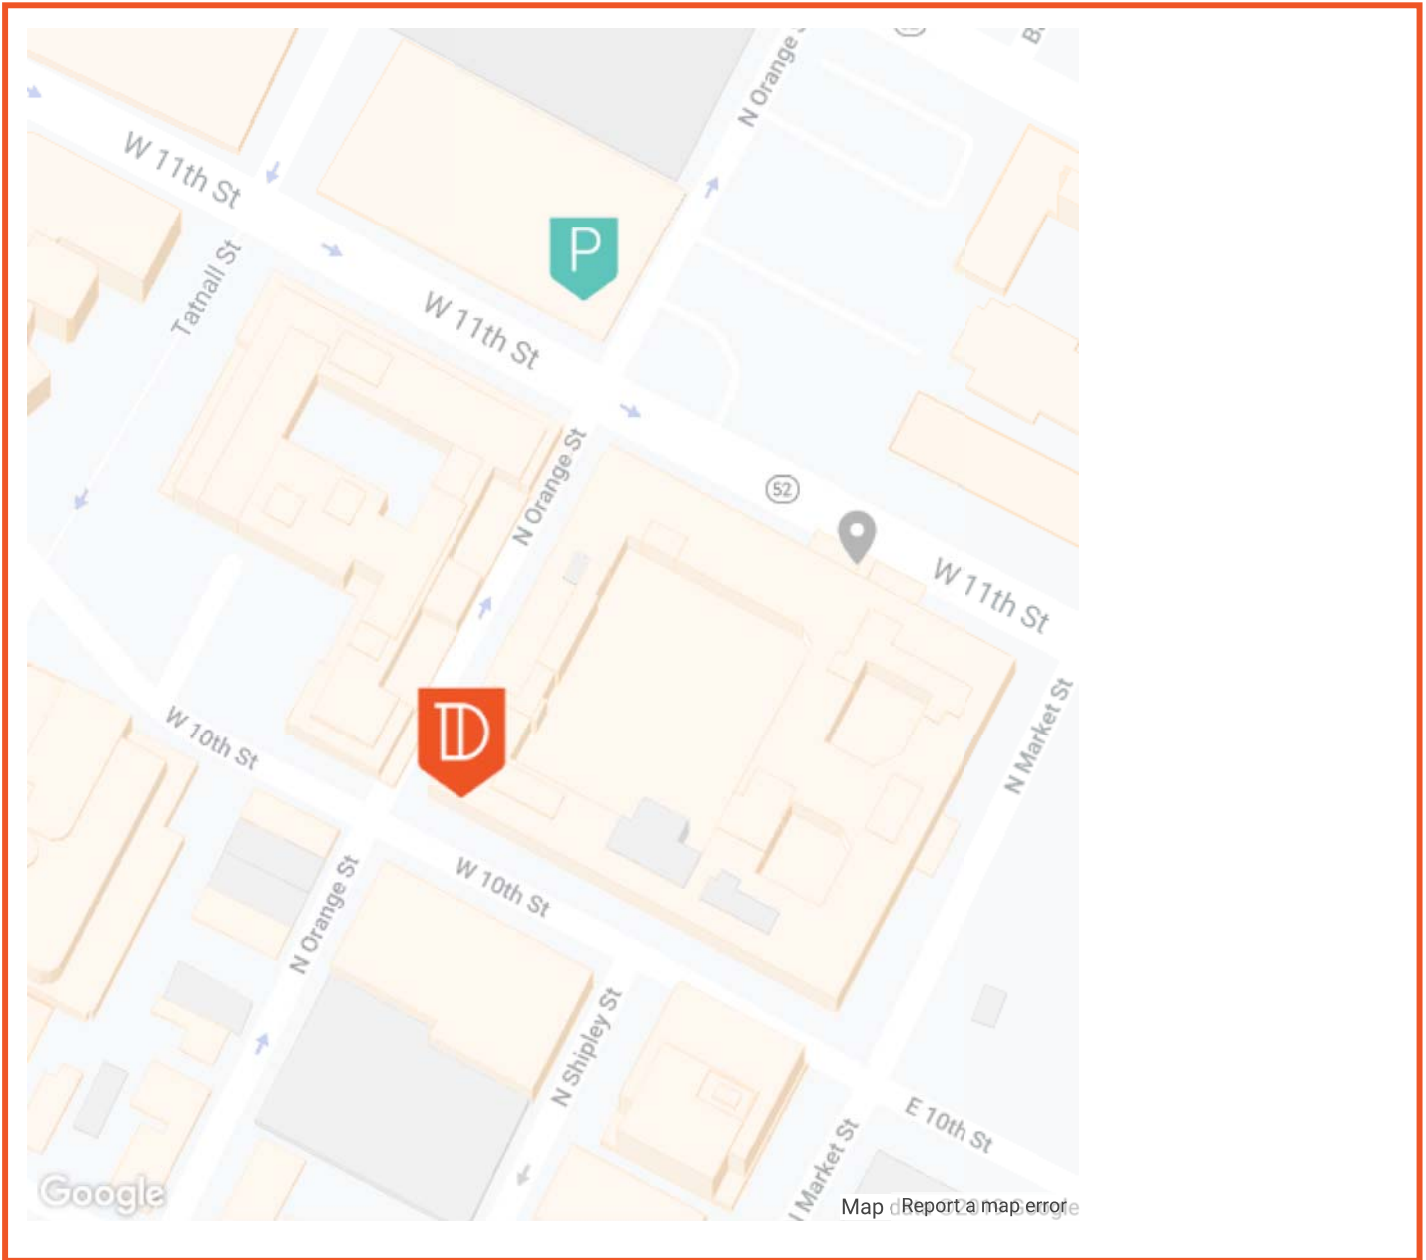 N Orange S
W 11th St
P
Tatnall St
W 11th St
N Orange St
52
W 11th St
D
N Market St
W 10th St
W 10th St
N Orange St
N Shipley St
E 10th St
Market St
Google
Map
Report a map error